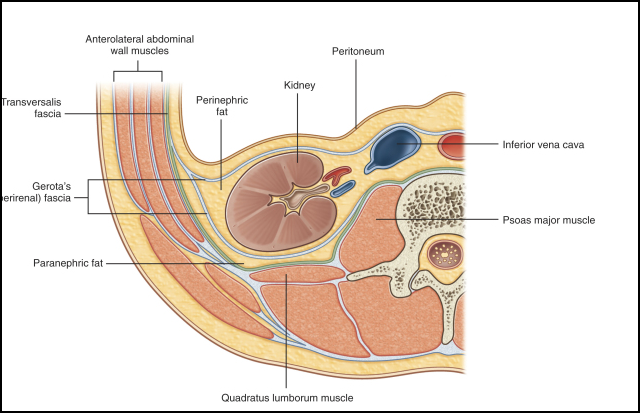 Anterolateral abdominal
wall muscles
Peritoneum
Kidney
Transversalis
fascia
Perinephric
fat
Inferior vena cava
Gerota's
perirenal) fascia
Psoas major muscle
Paranephric fat
Quadratus lumborum muscle